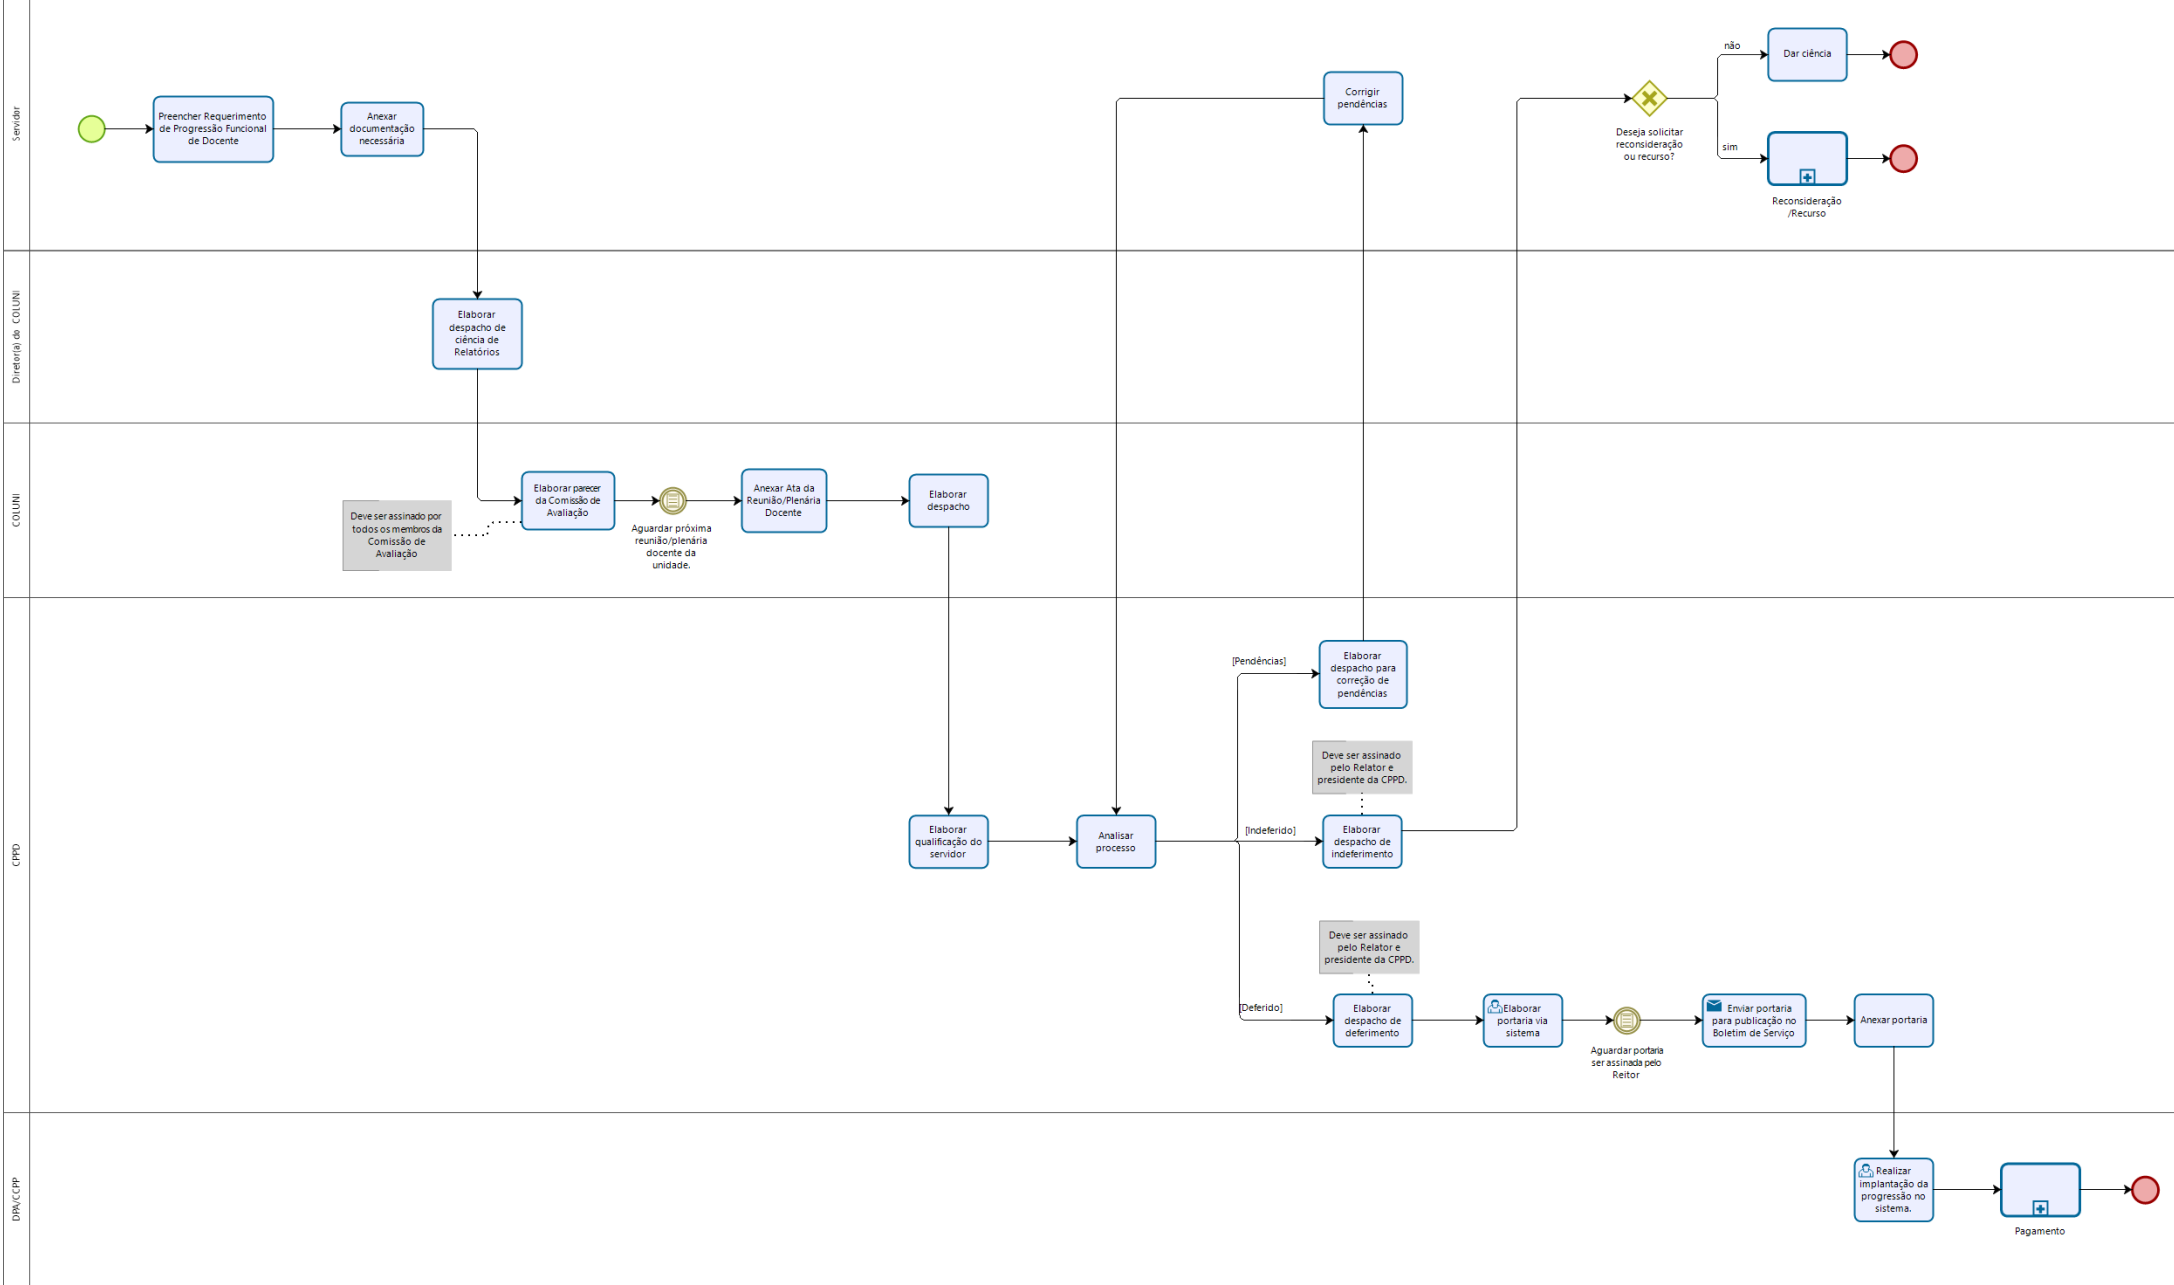 Servidor
Preencher Requerimento
de Progressão Funcional
de Docente
Anexar
documentação
necessária
Corrigir
pendências
Deseja solicitar
reconsideração
ou recurso?
não
Dar ciência
sim
Reconsideração
/Recurso
Diretor(a) do COLUNI
Elaborar
despacho de
ciência de
Relatórios
COLUNI
Deve ser assinado por
todos os membros da
Comissão de
Avaliação
Elaborar parecer
da Comissão de
Avaliação
Aguardar próxima
reunião/plenária
docente da
unidade.
Anexar Ata da
Reunião/Plenária
Docente
Elaborar
despacho
CPPD
Elaborar
qualificação do
servidor
Analisar
processo
[Pendências]
Elaborar
despacho para
correção de
pendências
Deve ser assinado
pelo Relator e
presidente da CPPD.
[Indeferido]
Elaborar
despacho de
indeferimento
Deve ser assinado
pelo Relator e
presidente da CPPD.
[Deferido]
Elaborar
despacho de
deferimento
Elaborar
portaria via
sistema
Aguardar portaria
ser assinada pelo
Reitor
Enviar portaria
para publicação no
Boletim de Serviço
Anexar portaria
DPA/CCPP
Realizar
implantação da
progressão no
sistema.
Pagamento